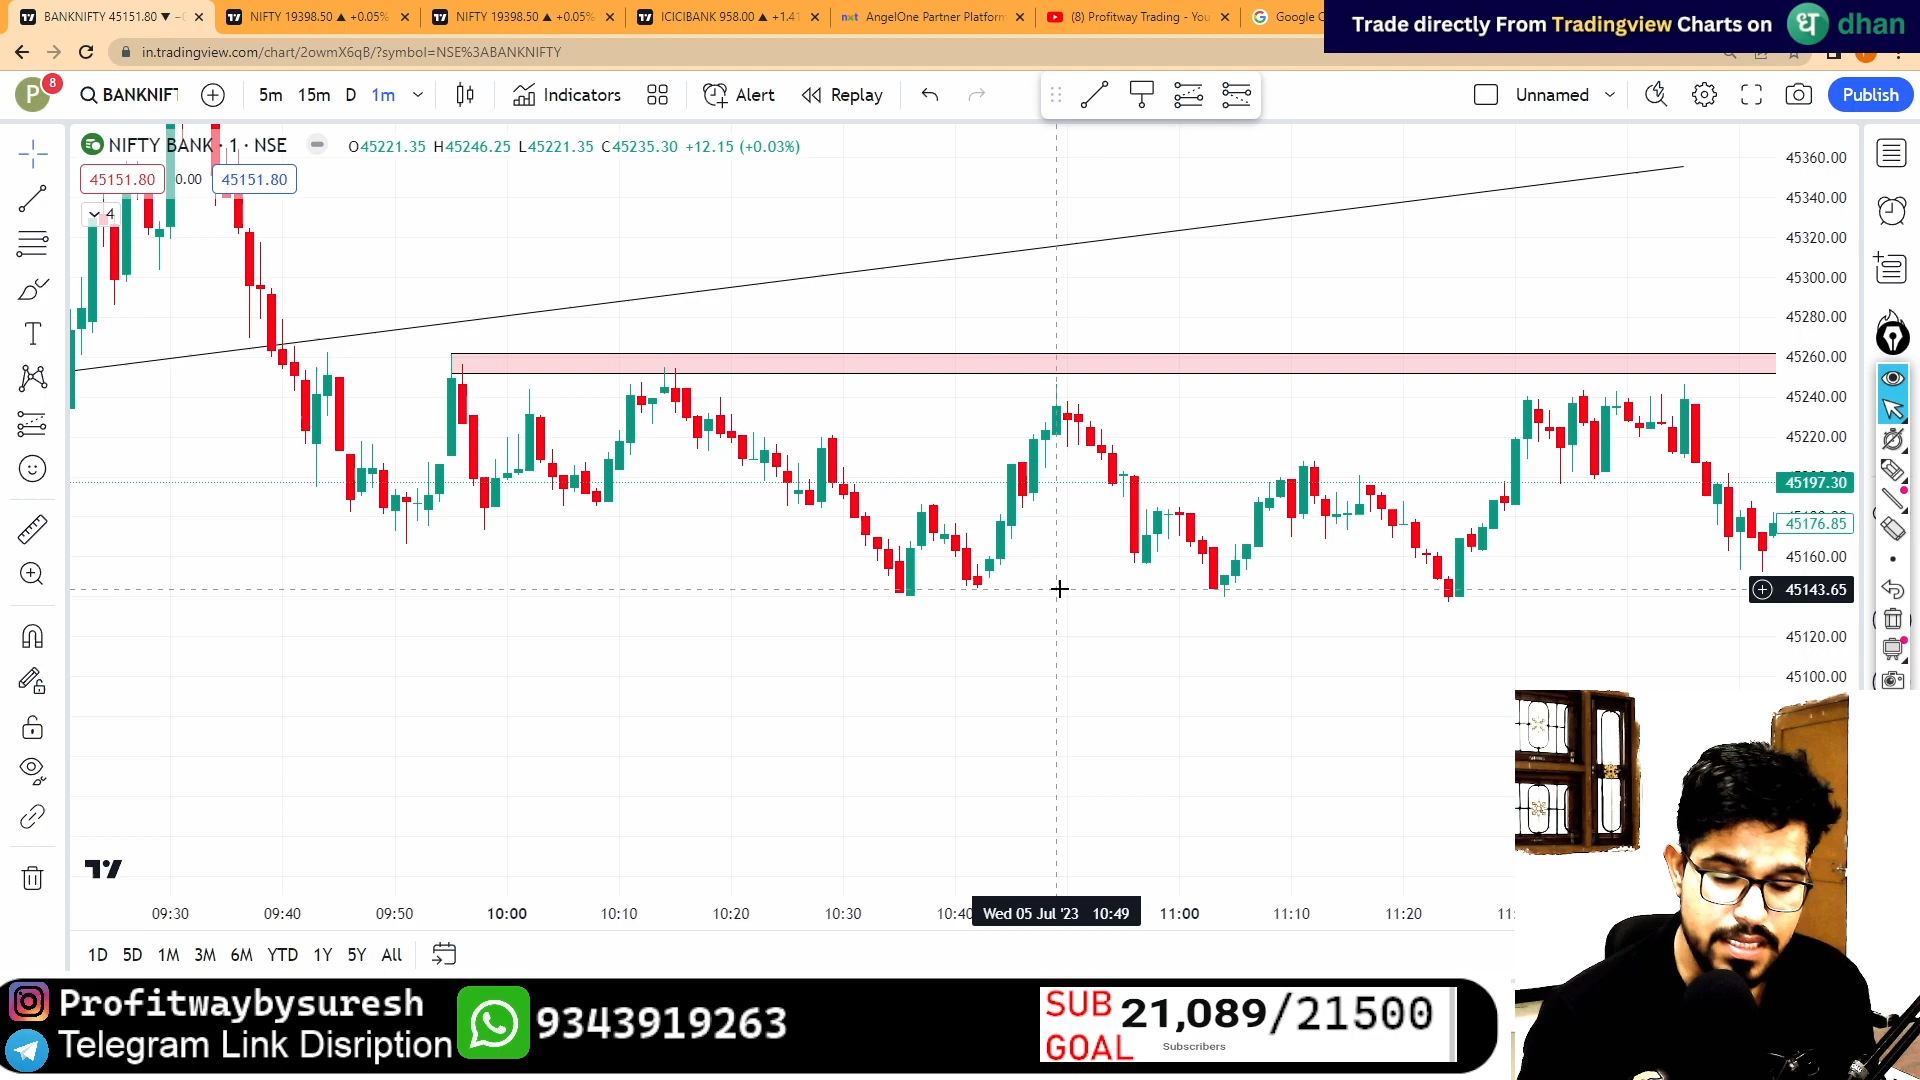 BANKNIFTY 45151.80 ▼
NIFTY 19398.50 ▲ +0.05%
NIFTY 19398.50 ▲ +0.05%
ICICIBANK 958.00 ▲ +1.41
nxt AngelOne Partner Platform
(8) Profitway Trading - You
Google C
Trade directly From Tradingview Charts on ध dhan
in.tradingview.com/chart/2owmX6qB/?symbol=NSE%3ABANKNIFTY
P 8
BANKNIFT
5m 15m D 1m
Indicators
Alert
Replay
Unnamed
Publish
NIFTY BANK · 1 · NSE
O45221.35 H45246.25 L45221.35 C45235.30 +12.15 (+0.03%)
45151.80 0.00 45151.80
4
45360.00
45340.00
45320.00
45300.00
45280.00
45260.00
45240.00
45220.00
45197.30
45176.85
45160.00
45143.65
45120.00
45100.00
09:30 09:40 09:50 10:00 10:10 10:20 10:30 10:40 Wed 05 Jul '23 10:49 11:00 11:10 11:20
1D 5D 1M 3M 6M YTD 1Y 5Y All
Profitwaybysuresh
Telegram Link Disription
9343919263
SUB GOAL 21,089/21500
Subscribers